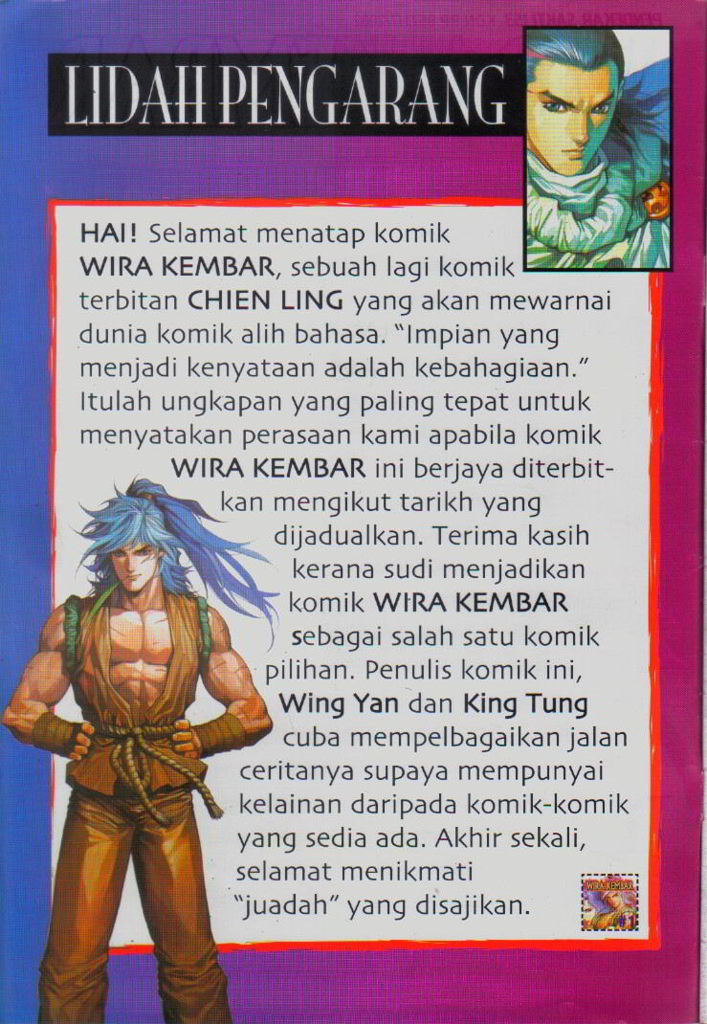 LIDAH PENGARANG
HAI! Selamat menatap komik
WIRA KEMBAR, sebuah lagi komik
terbitan CHIEN LING yang akan mewarnai
dunia komik alih bahasa. “Impian yang
menjadi kenyataan adalah kebahagiaan.”
Itulah ungkapan yang paling tepat untuk
menyatakan perasaan kami apabila komik
WIRA KEMBAR ini berjaya diterbit-
kan mengikut tarikh yang
dijadualkan. Terima kasih
kerana sudi menjadikan
komik WIRA KEMBAR
sebagai salah satu komik
pilihan. Penulis komik ini,
Wing Yan dan King Tung
cuba mempelbagaikan jalan
ceritanya supaya mempunyai
kelainan daripada komik-komik
yang sedia ada. Akhir sekali,
selamat menikmati
“juadah” yang disajikan.
WIRA KEMBAR
#1